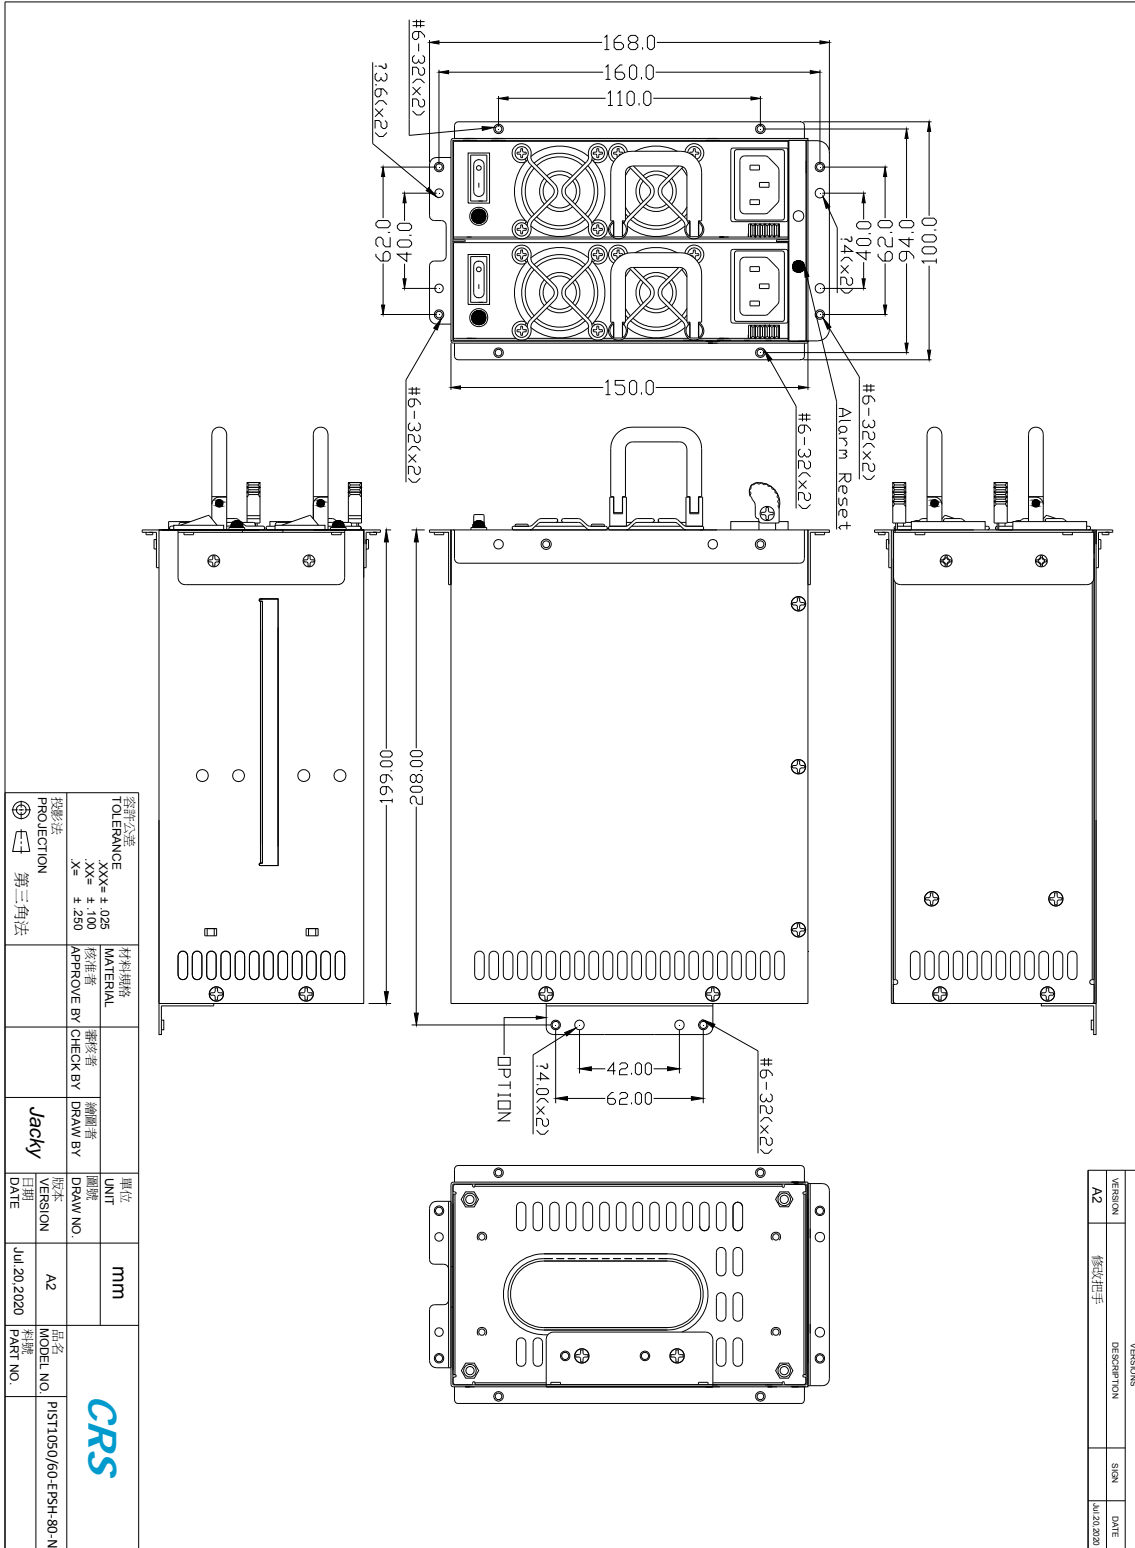 168.0
160.0
110.0
#6-32(x2)
?3.6(x2)
62.0
40.0
40.0
62.0
94.0
100.0
?4(x2)
#6-32(x2)
150.0
#6-32(x2)
#6-32(x2)
Alarm Reset
199.00
208.00
OPTION
?4.0(x2)
42.00
62.00
#6-32(x2)
容許公差
TOLERANCE
.XXX= ± .025
.XX= ± .100
.X= ± .250
投影法
PROJECTION
第三角法
材料規格
MATERIAL
核准者
APPROVE BY
審核者
CHECK BY
繪圖者
DRAW BY
Jacky
單位
UNIT
mm
圖號
DRAW NO.
版本
VERSION
A2
日期
DATE
Jul.20,2020
CRS
品名
MODEL NO.
PIST1050/60-EPSH-80-N
料號
PART NO.
VERSIONS
VERSION
DESCRIPTION
SIGN
DATE
A2
修改把手
Jul.20,2020